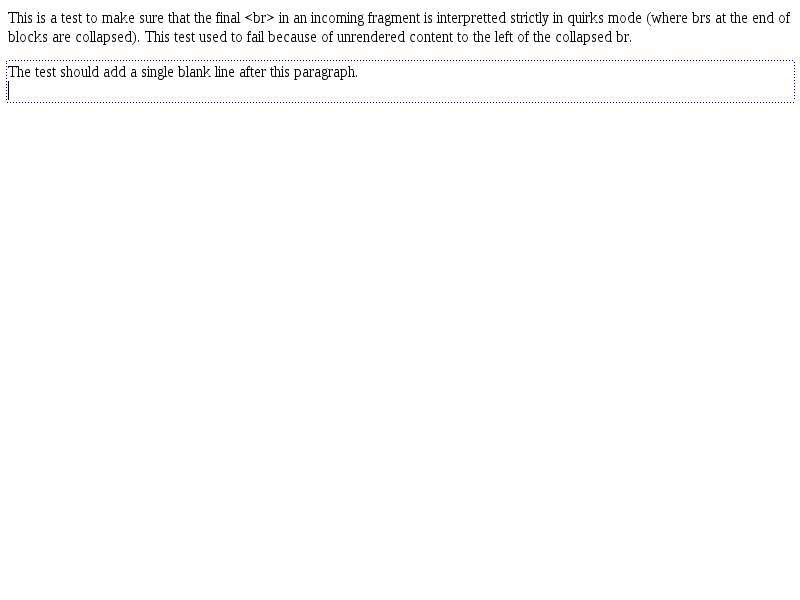 This is a test to make sure that the final <br> in an incoming fragment is interpretted strictly in quirks mode (where brs at the end of
blocks are collapsed). This test used to fail because of unrendered content to the left of the collapsed br.
The test should add a single blank line after this paragraph.